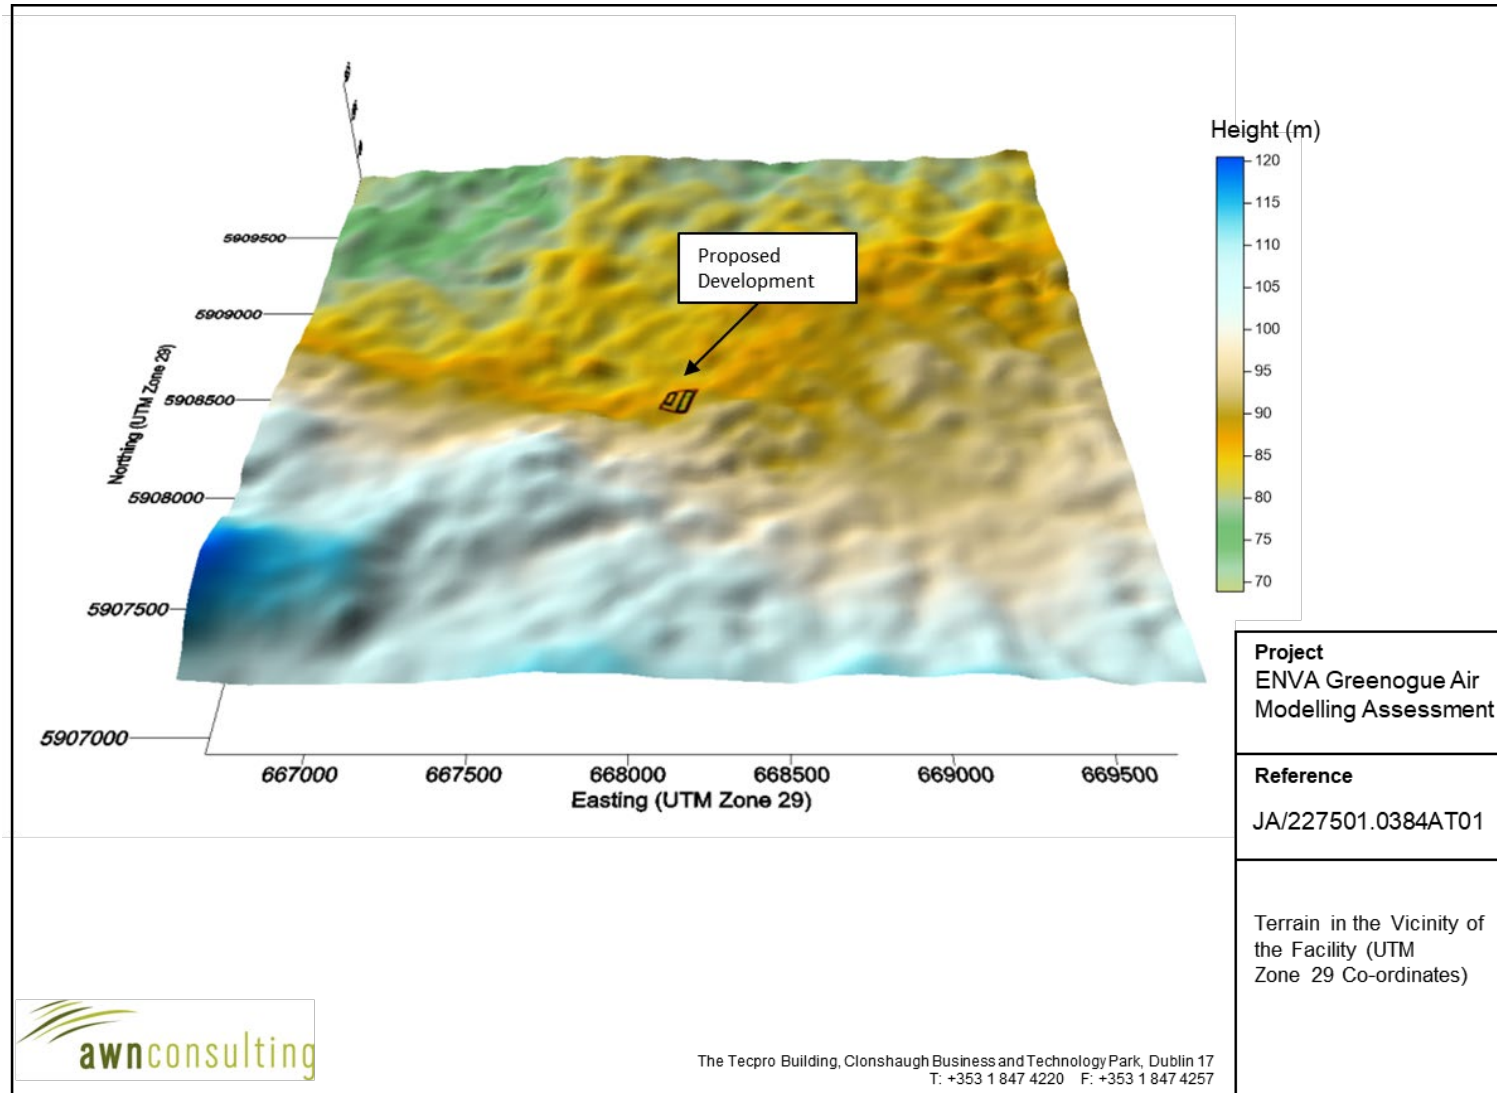 Height (m)
120
115
110
105
100
95
90
85
80
75
70
Proposed
Development
5909500
5909000
5908500
5908000
5907500
5907000
Northing (UTM Zone 29)
667000 667500 668000 668500 669000 669500
Easting (UTM Zone 29)
Project
ENVA Greenogue Air
Modelling Assessment
Reference
JA/227501.0384AT01
Terrain in the Vicinity of
the Facility (UTM
Zone 29 Co-ordinates)
awnconsulting
The Tecpro Building, Clonshaugh Business and Technology Park, Dublin 17
T: +353 1 847 4220 F: +353 1 847 4257